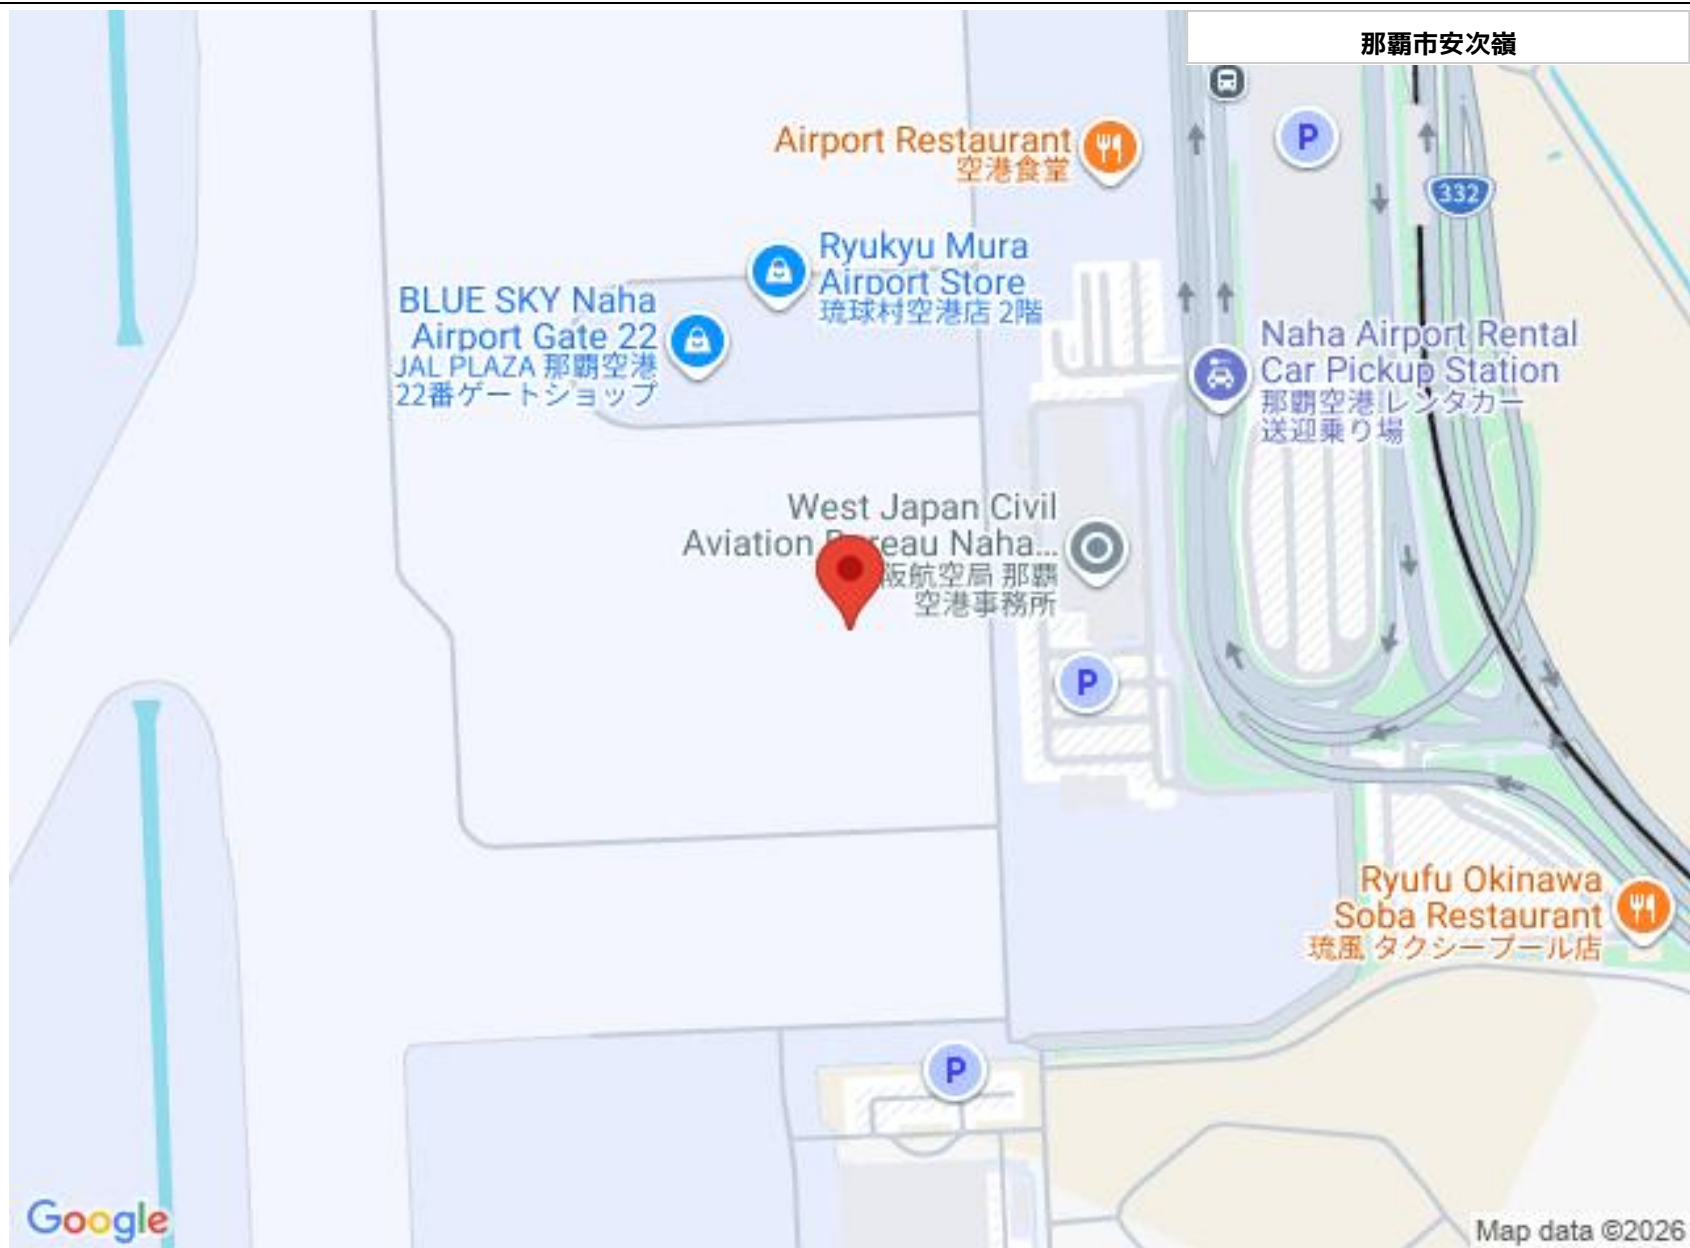 那覇市安次嶺
Airport Restaurant
空港食堂
P
332
Ryukyu Mura
Airport Store
琉球村空港店 2階
BLUE SKY Naha
Airport Gate 22
JAL PLAZA 那覇空港
22番ゲートショップ
Naha Airport Rental
Car Pickup Station
那覇空港 レンタカー
送迎乗り場
West Japan Civil
Aviation Naha...
阪航空局 那覇
空港事務所
P
Ryufu Okinawa
Soba Restaurant
琉風 タクシープール店
P
Google
Map data ©2026